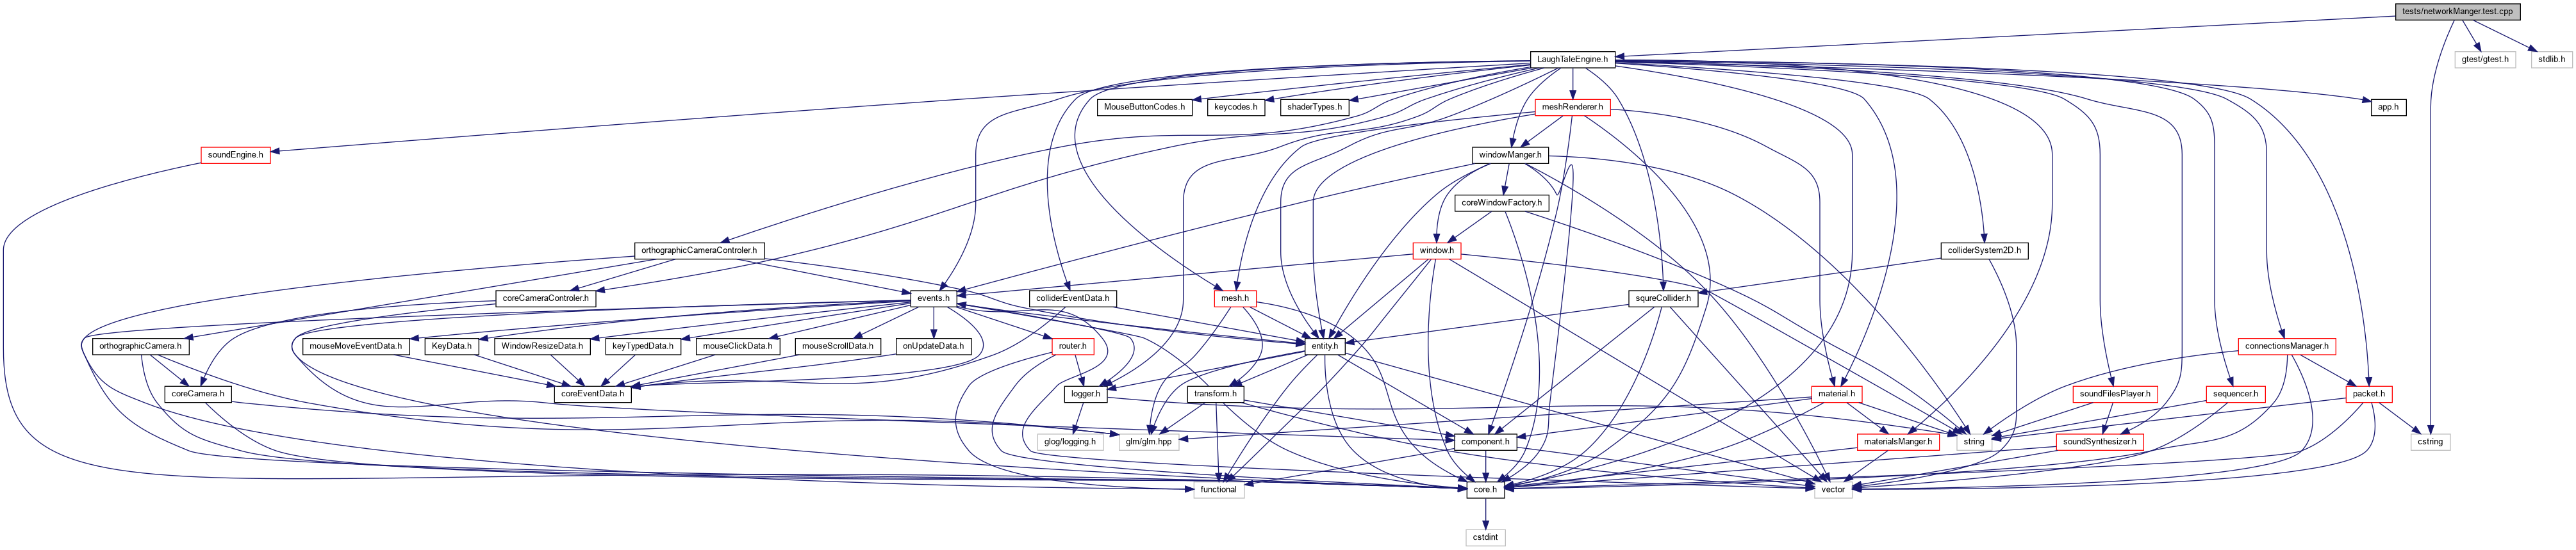 tests/networkManger.test.cpp
LaughTaleEngine.h
gtest/gtest.h
stdlib.h
MouseButtonCodes.h
keycodes.h
shaderTypes.h
meshRenderer.h
app.h
soundEngine.h
windowManger.h
coreWindowFactory.h
orthographicCameraControler.h
window.h
colliderSystem2D.h
coreCameraControler.h
events.h
colliderEventData.h
mesh.h
squreCollider.h
orthographicCamera.h
mouseMoveEventData.h
KeyData.h
WindowResizeData.h
keyTypedData.h
mouseClickData.h
mouseScrollData.h
onUpdateData.h
router.h
entity.h
connectionsManager.h
coreCamera.h
coreEventData.h
logger.h
transform.h
material.h
soundFilesPlayer.h
sequencer.h
packet.h
glog/logging.h
glm/glm.hpp
component.h
materialsManger.h
string
soundSynthesizer.h
cstring
functional
core.h
vector
cstdint